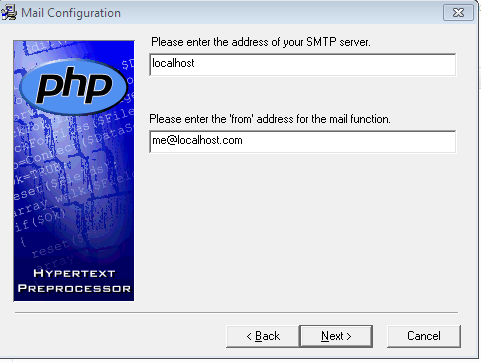 Mail Configuration
Please enter the address of your SMTP server.
localhost
Please enter the 'from' address for the mail function.
me@localhost.com
php
HYPERTEXT
PREPROCESSOR
< Back
Next >
Cancel